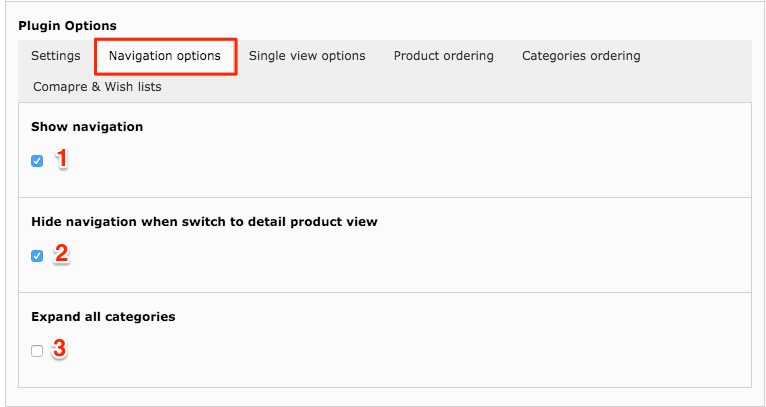 Plugin Options
Settings Navigation options Single view options Product ordering Categories ordering
Comapre & Wish lists
Show navigation
1
Hide navigation when switch to detail product view
2
Expand all categories
3